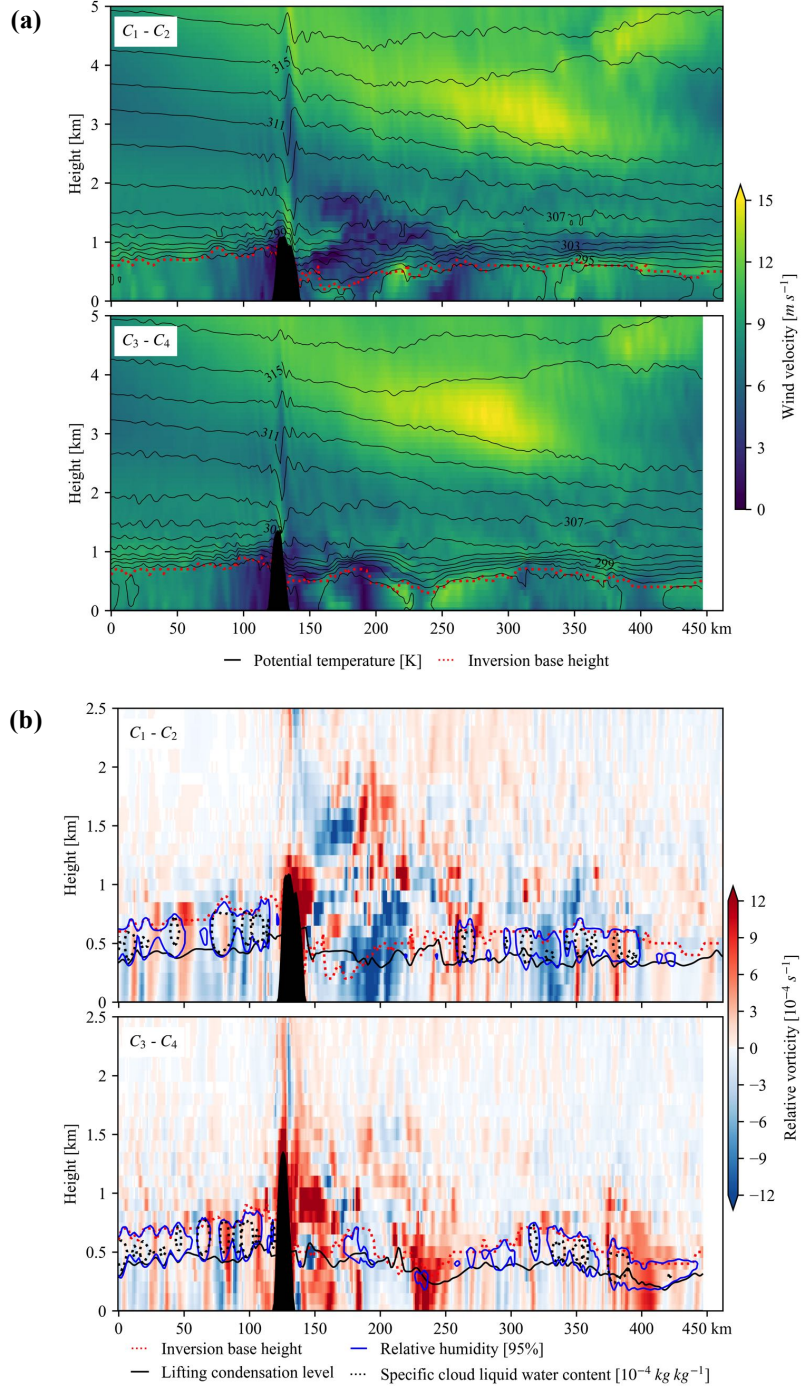 (a)
C1 - C2
5
4
3
2
1
0
Height [km]
315
311
307
303
299
295
C3 - C4
5
4
3
2
1
0
Height [km]
315
311
307
299
0 50 100 150 200 250 300 350 400 450 km
15
12
9
6
3
0
Wind velocity [m s⁻¹]
Potential temperature [K] Inversion base height
(b)
C1 - C2
2.5
2
1.5
1
0.5
0
Height [km]
C3 - C4
2.5
2
1.5
1
0.5
0
Height [km]
0 50 100 150 200 250 300 350 400 450 km
12
9
6
3
0
−3
−6
−9
−12
Relative vorticity [10⁻⁴ s⁻¹]
Inversion base height Relative humidity [95%]
Lifting condensation level Specific cloud liquid water content [10⁻⁴ kg kg⁻¹]